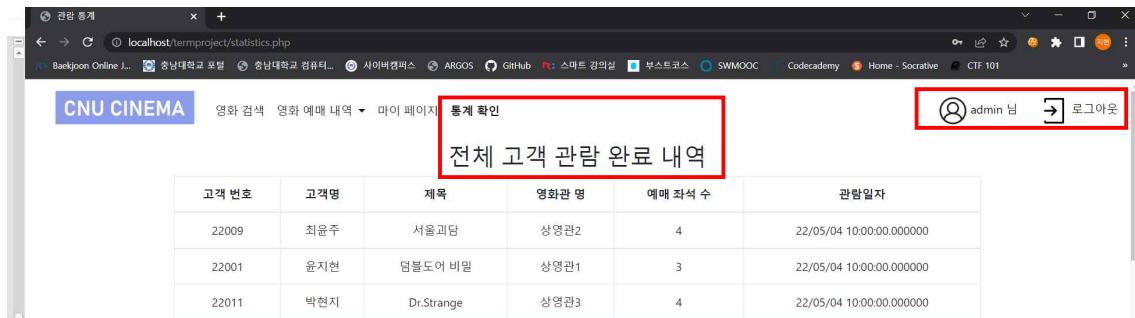 관람 통계
localhost/termproject/statistics.php
지현
Baekjoon Online J... 충남대학교 포털 충남대학교 컴퓨터... 사이버캠퍼스 ARGOS GitHub 스마트 강의실 부스트코스 SWMOOC Codecademy Home - Socrative CTF 101 »
CNU CINEMA 영화 검색 영화 예매 내역 마이 페이지 통계 확인 admin 님 로그아웃
전체 고객 관람 완료 내역
고객 번호 고객명 제목 영화관 명 예매 좌석 수 관람일자
22009 최윤주 서울괴담 상영관2 4 22/05/04 10:00:00.000000
22001 윤지현 덤블도어 비밀 상영관1 3 22/05/04 10:00:00.000000
22011 박현지 Dr.Strange 상영관3 4 22/05/04 10:00:00.000000